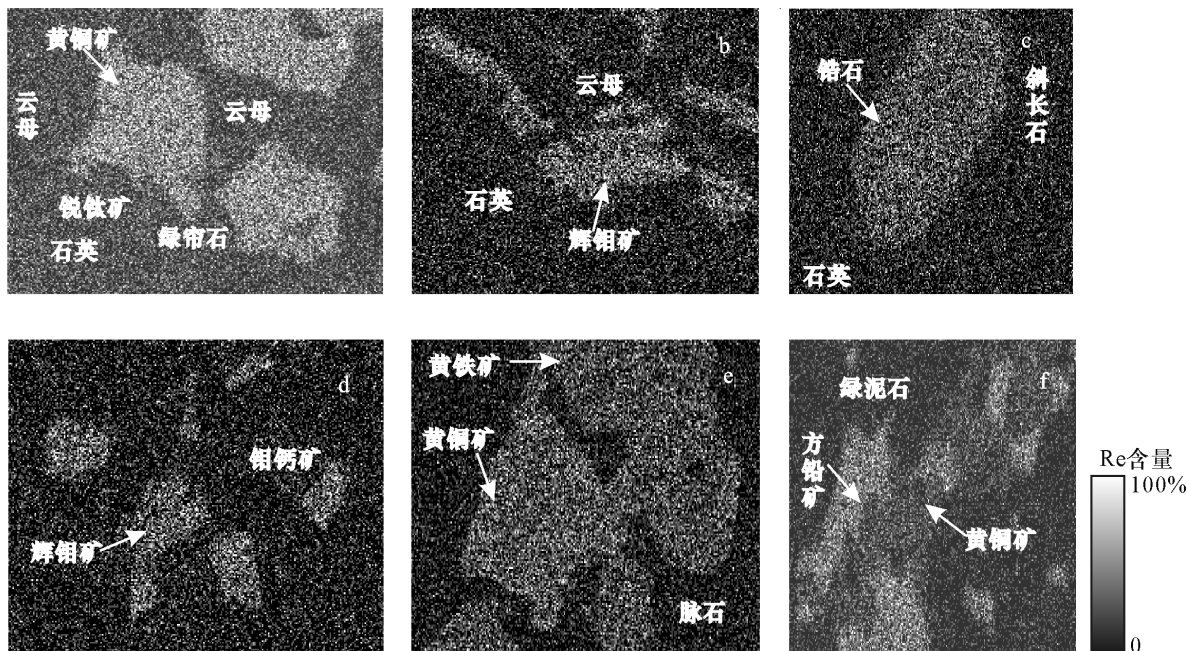 黄铜矿
a
云母
云母
锐钛矿
绿帘石
石英
b
云母
石英
辉钼矿
c
锆石
斜长石
石英
d
钼钙矿
辉钼矿
黄铁矿
e
黄铜矿
脉石
绿泥石
f
方铅矿
黄铜矿
Re含量
100%
0